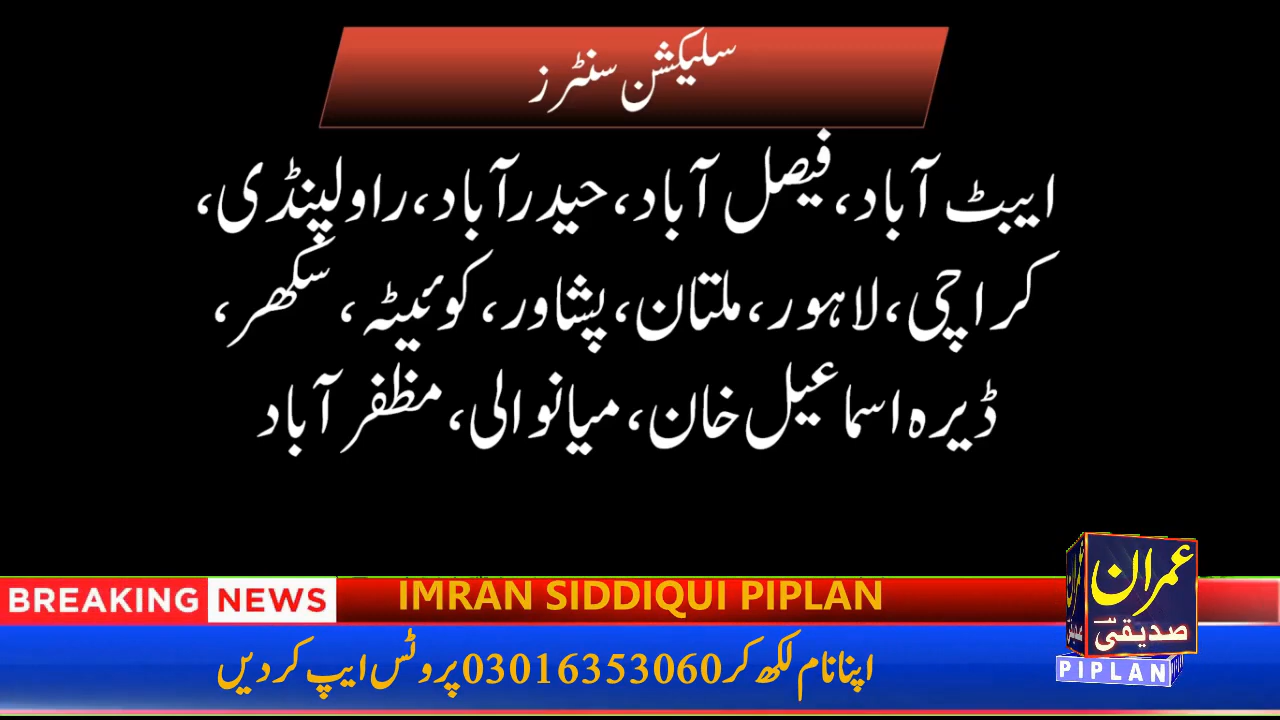 سلیکشن سنٹرز
ایبٹ آباد، فیصل آباد، حیدرآباد، راولپنڈی،
کراچی، لاہور، ملتان، پشاور، کوئیٹہ، سکھر،
ڈیرہ اسماعیل خان، میانوالی، مظفر آباد
BREAKING NEWS
IMRAN SIDDIQUI PIPLAN
عمران
صدیقی
PIPLAN
اپنا نام لکھ کر 03016353060 پر وٹس ایپ کر دیں